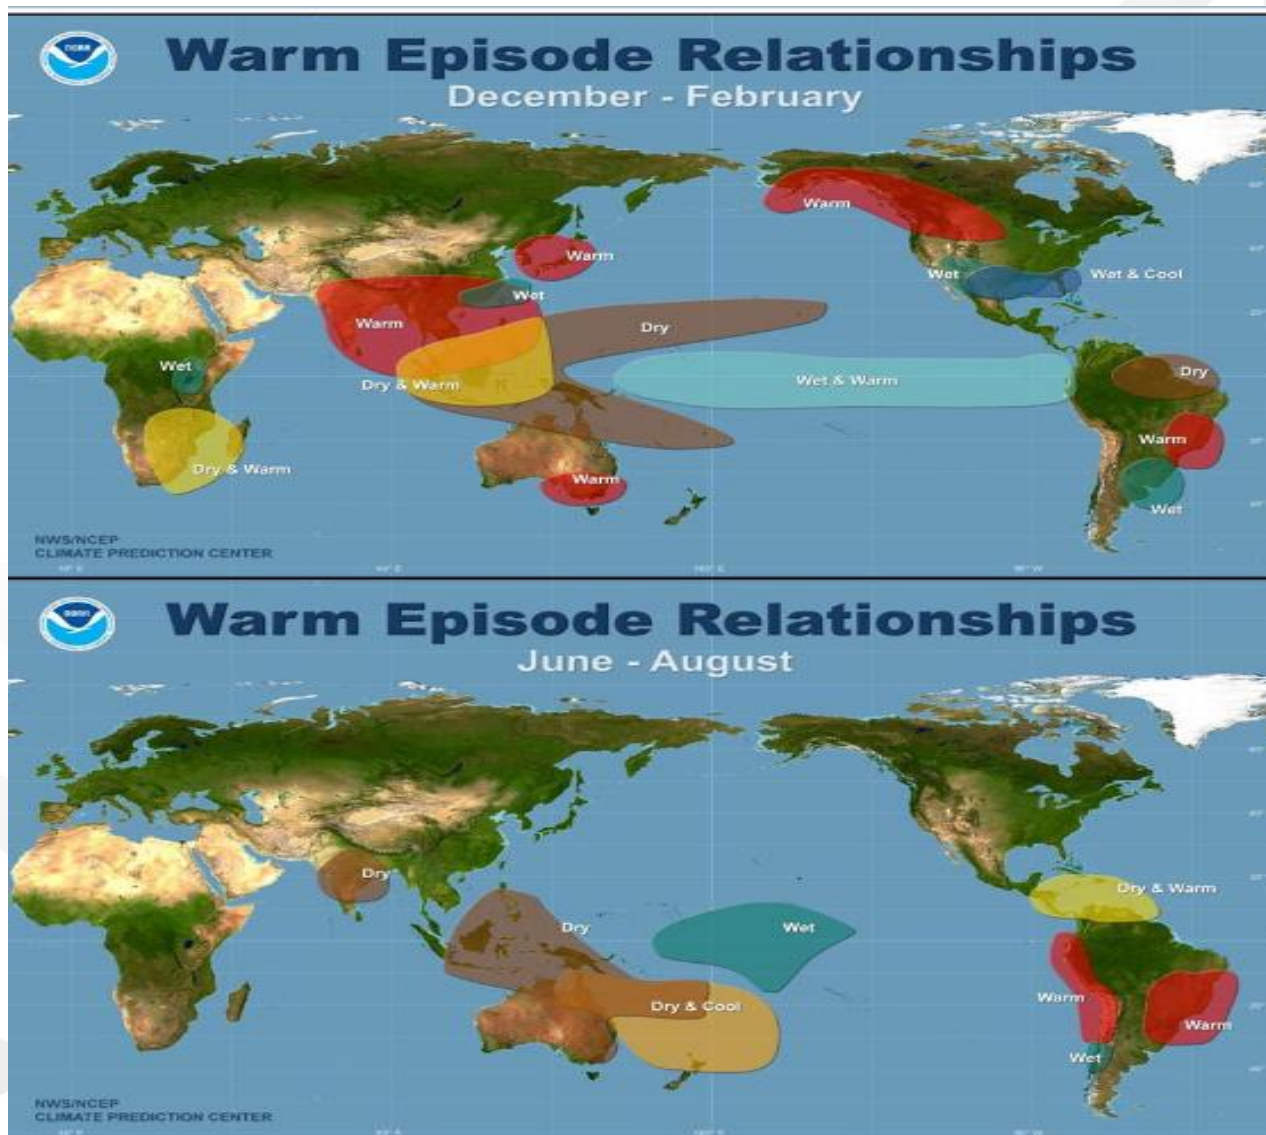 Warm Episode Relationships
December - February
Warm
Warm
Wet
Wet & Cool
Wet
Warm
Dry
Wet
Dry & Warm
Wet & Warm
Dry
Warm
Dry & Warm
Warm
Wet
NWS/NCEP
CLIMATE PREDICTION CENTER
Warm Episode Relationships
June - August
Dry
Dry & Warm
Dry
Wet
Warm
Dry & Cool
Warm
Wet
NWS/NCEP
CLIMATE PREDICTION CENTER